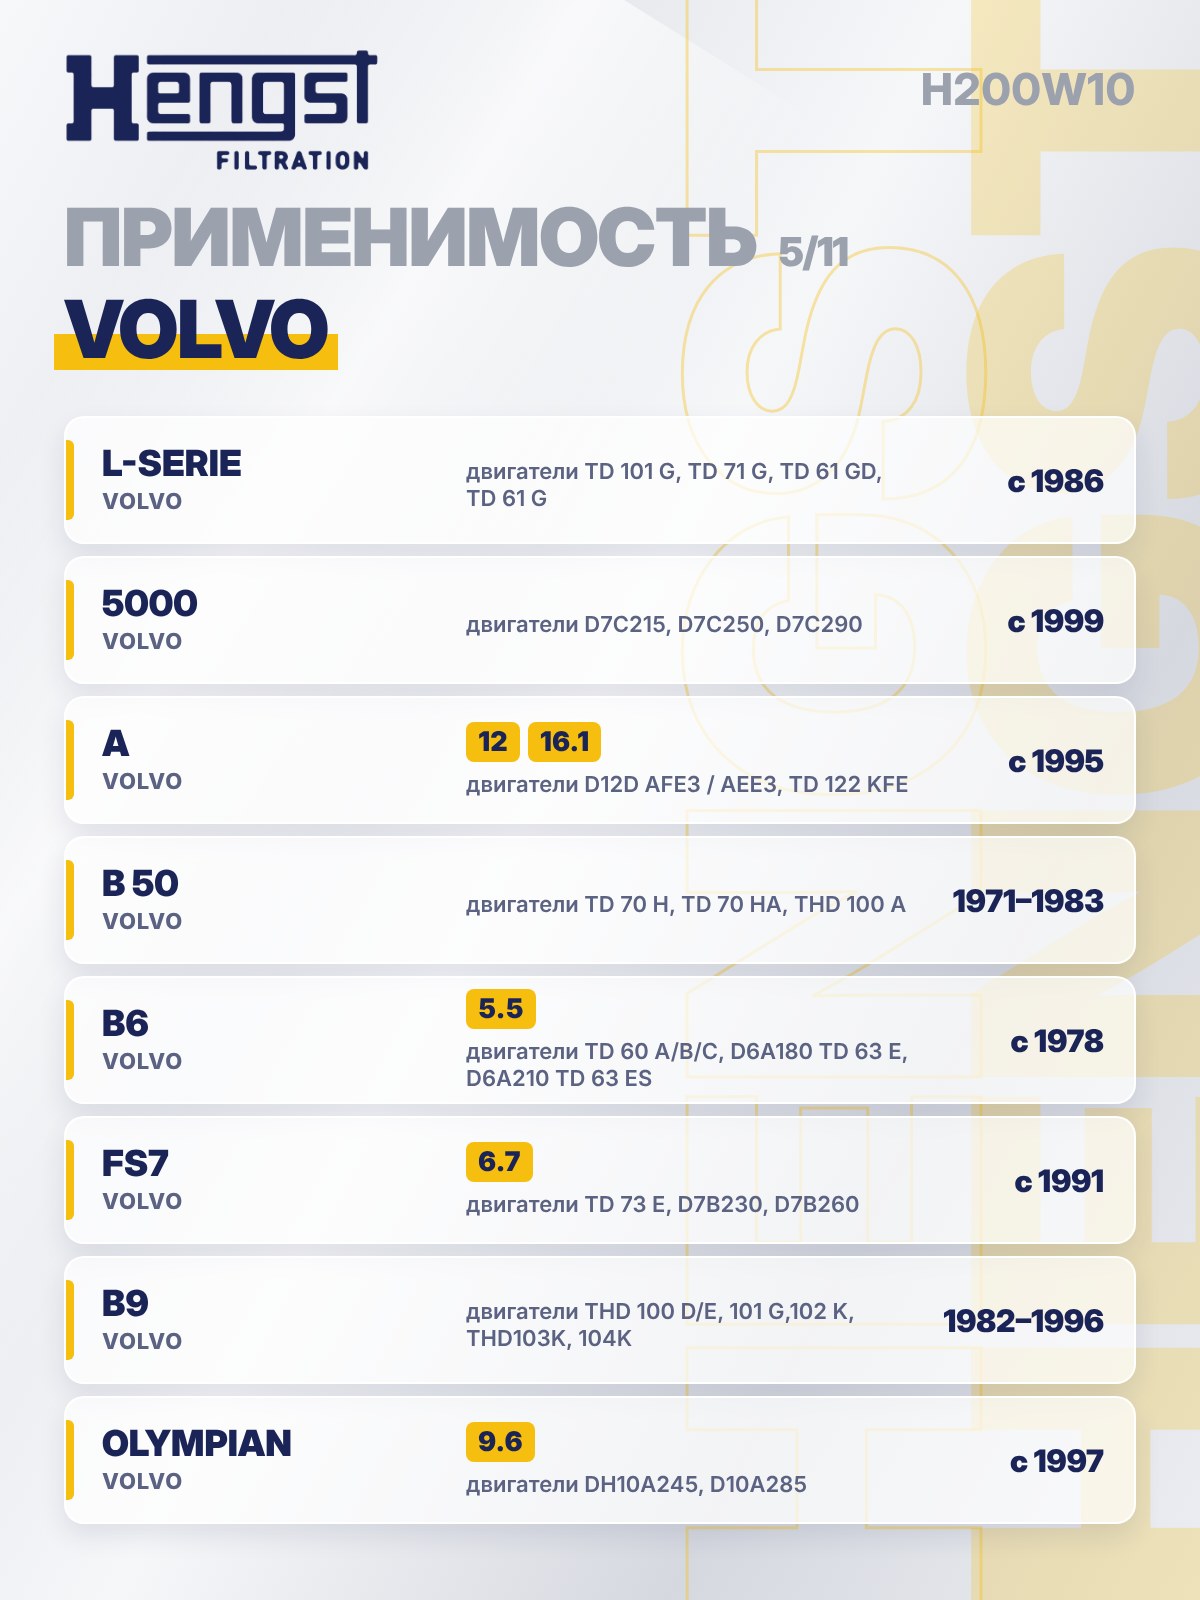 Hengst
FILTRATION
H200W10
ПРИМЕНИМОСТЬ 5/11
VOLVO
L-SERIE
VOLVO
двигатели TD 101 G, TD 71 G, TD 61 GD,
TD 61 G
с 1986
5000
VOLVO
двигатели D7C215, D7C250, D7C290
с 1999
A
VOLVO
12 16.1
двигатели D12D AFE3 / AEE3, TD 122 KFE
с 1995
B 50
VOLVO
двигатели TD 70 H, TD 70 HA, THD 100 A
1971–1983
B6
VOLVO
5.5
двигатели TD 60 A/B/C, D6A180 TD 63 E,
D6A210 TD 63 ES
с 1978
FS7
VOLVO
6.7
двигатели TD 73 E, D7B230, D7B260
с 1991
B9
VOLVO
двигатели THD 100 D/E, 101 G,102 K,
THD103K, 104K
1982–1996
OLYMPIAN
VOLVO
9.6
двигатели DH10A245, D10A285
с 1997
HENGST
HENGST